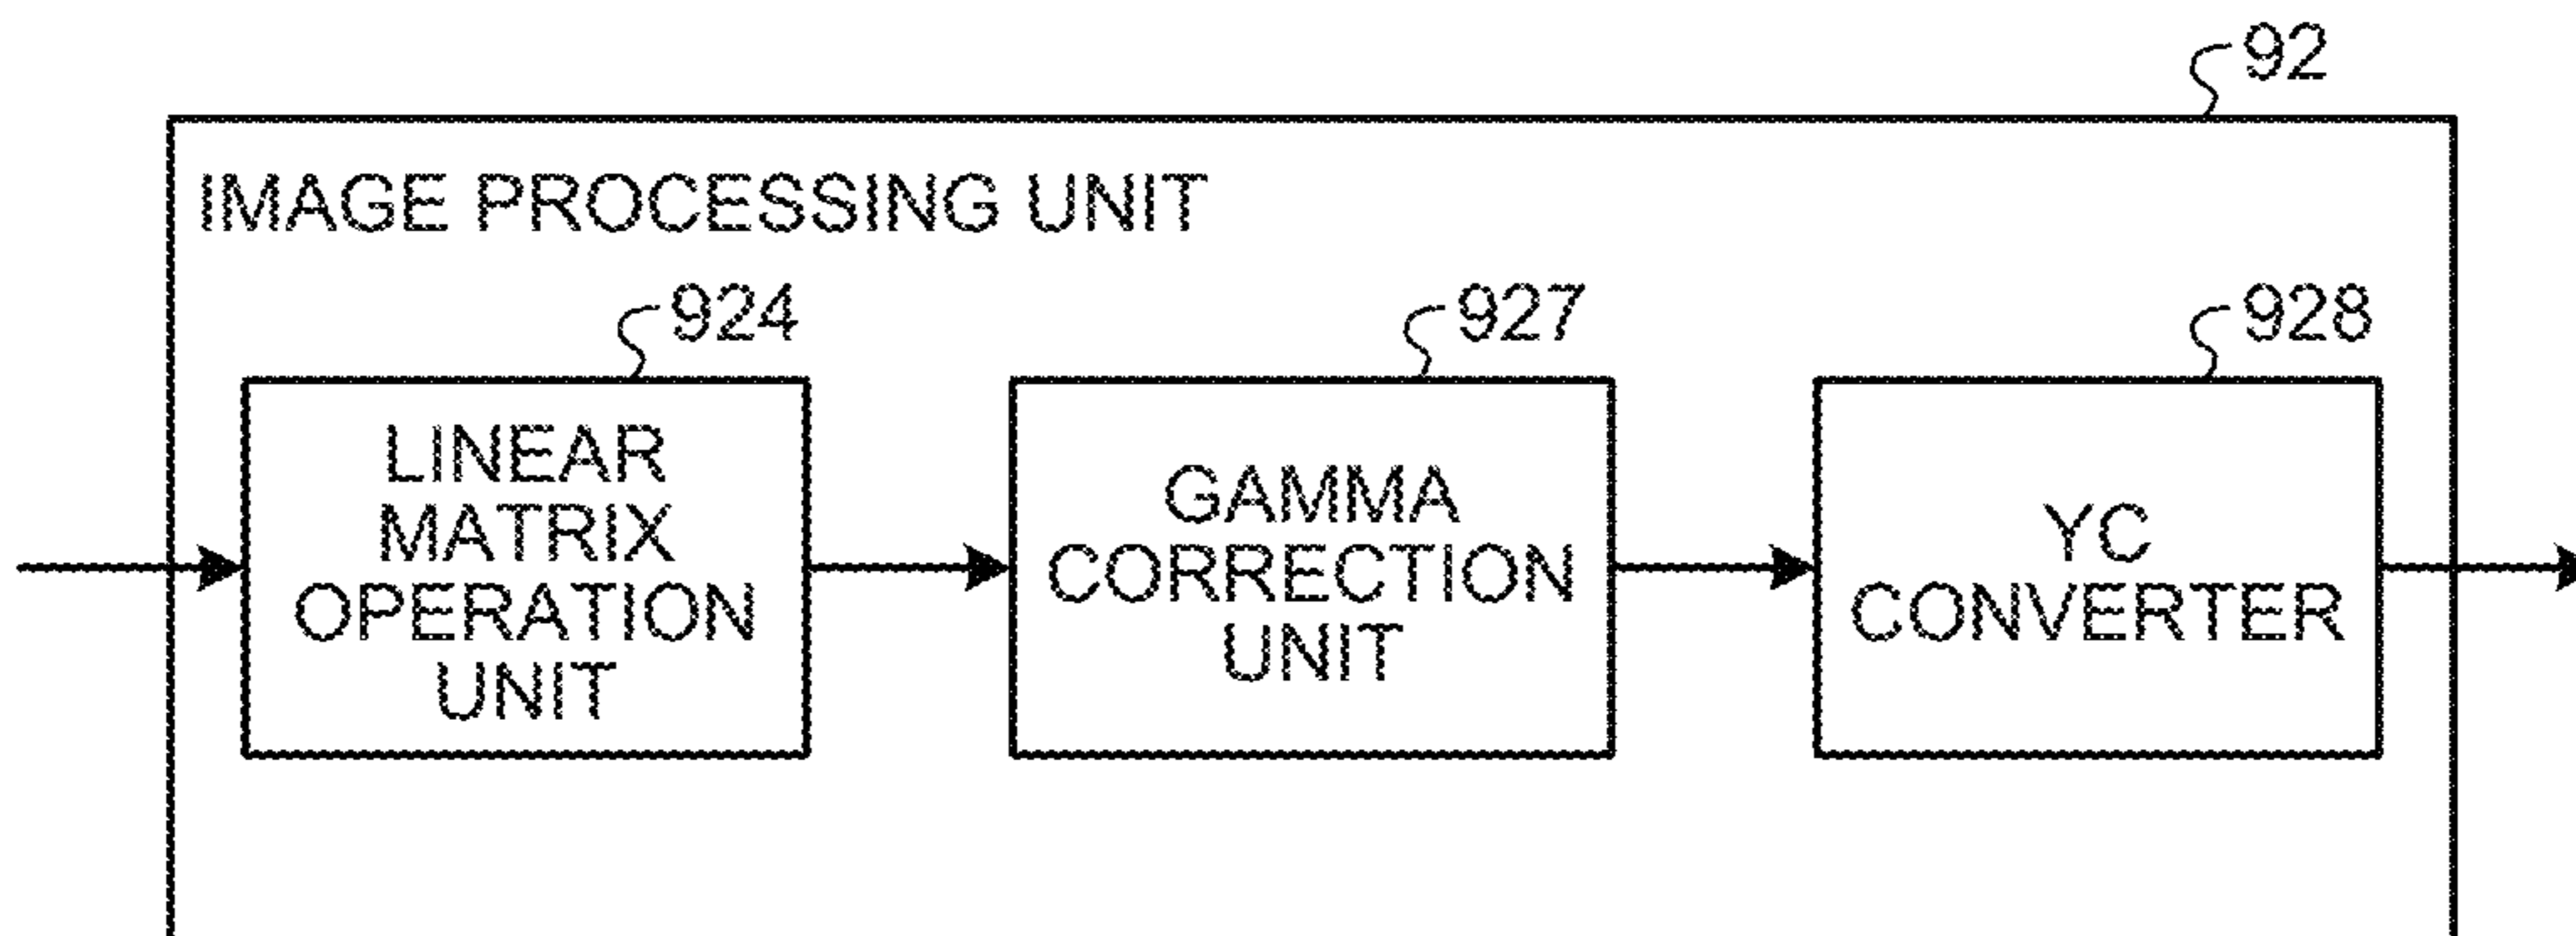 92
IMAGE PROCESSING UNIT
924
927
928
LINEAR
MATRIX
OPERATION
UNIT
GAMMA
CORRECTION
UNIT
YC
CONVERTER